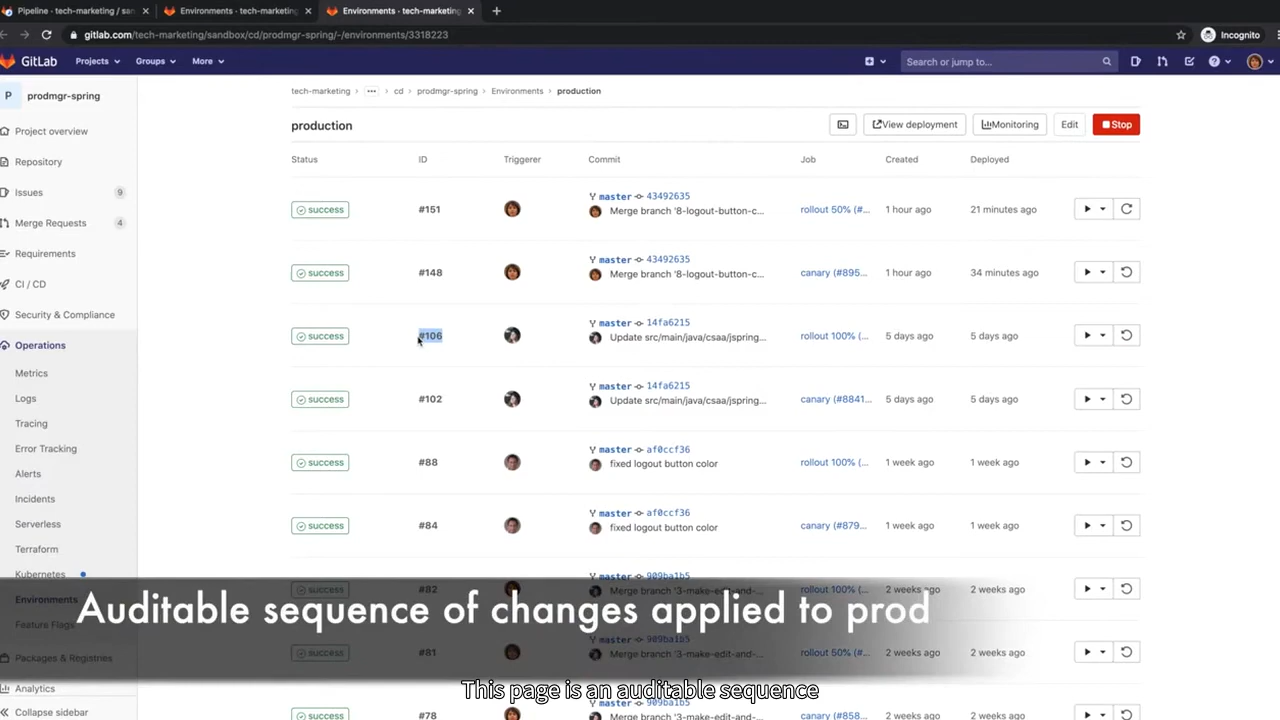 Pipeline · tech-marketing / san
Environments · tech-marketing
Environments · tech-marketing
gitlab.com/tech-marketing/sandbox/cd/prodmgr-spring/-/environments/3318223
Incognito
GitLab
Projects
Groups
More
Search or jump to...
P
prodmgr-spring
Project overview
Repository
Issues
9
Merge Requests
4
Requirements
CI / CD
Security & Compliance
Operations
Metrics
Logs
Tracing
Error Tracking
Alerts
Incidents
Serverless
Terraform
Kubernetes
Environments
Feature Flags
Packages & Registries
Analytics
Collapse sidebar
tech-marketing > ... > cd > prodmgr-spring > Environments > production
production
View deployment
Monitoring
Edit
Stop
Status ID Triggerer Commit Job Created Deployed
success #151 master 43492635 rollout 50% (#... 1 hour ago 21 minutes ago
Merge branch '8-logout-button-c...
success #148 master 43492635 canary (#895... 1 hour ago 34 minutes ago
Merge branch '8-logout-button-c...
success #106 master 14fa6215 rollout 100% (... 5 days ago 5 days ago
Update src/main/java/csaa/jspring...
success #102 master 14fa6215 canary (#8841... 5 days ago 5 days ago
Update src/main/java/csaa/jspring...
success #88 master af0ccf36 rollout 100% (... 1 week ago 1 week ago
fixed logout button color
success #84 master af0ccf36 canary (#879... 1 week ago 1 week ago
fixed logout button color
success #82 master 909ba1b5 rollout 100% (... 2 weeks ago 2 weeks ago
Merge branch '3-make-edit-and-...
success #81 master 909ba1b5 rollout 50% (#... 2 weeks ago 2 weeks ago
Merge branch '3-make-edit-and-...
success #78 master 909ba1b5 canary (#858... 2 weeks ago 2 weeks ago
Merge branch '3-make-edit-and-...
Auditable sequence of changes applied to prod
This page is an auditable sequence